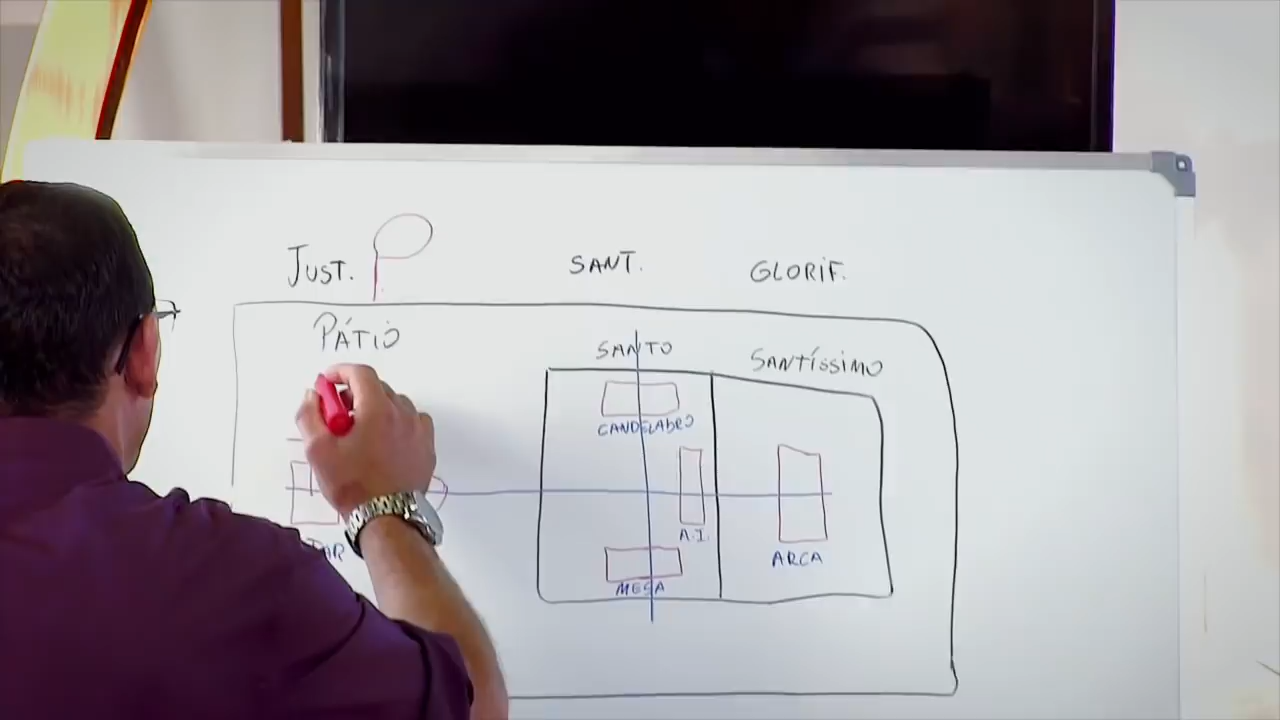 JUST.
SANT.
GLORIF.
PÁTIO
SANTO
SANTÍSSIMO
CANDELABRO
A.I.
MESA
ARCA